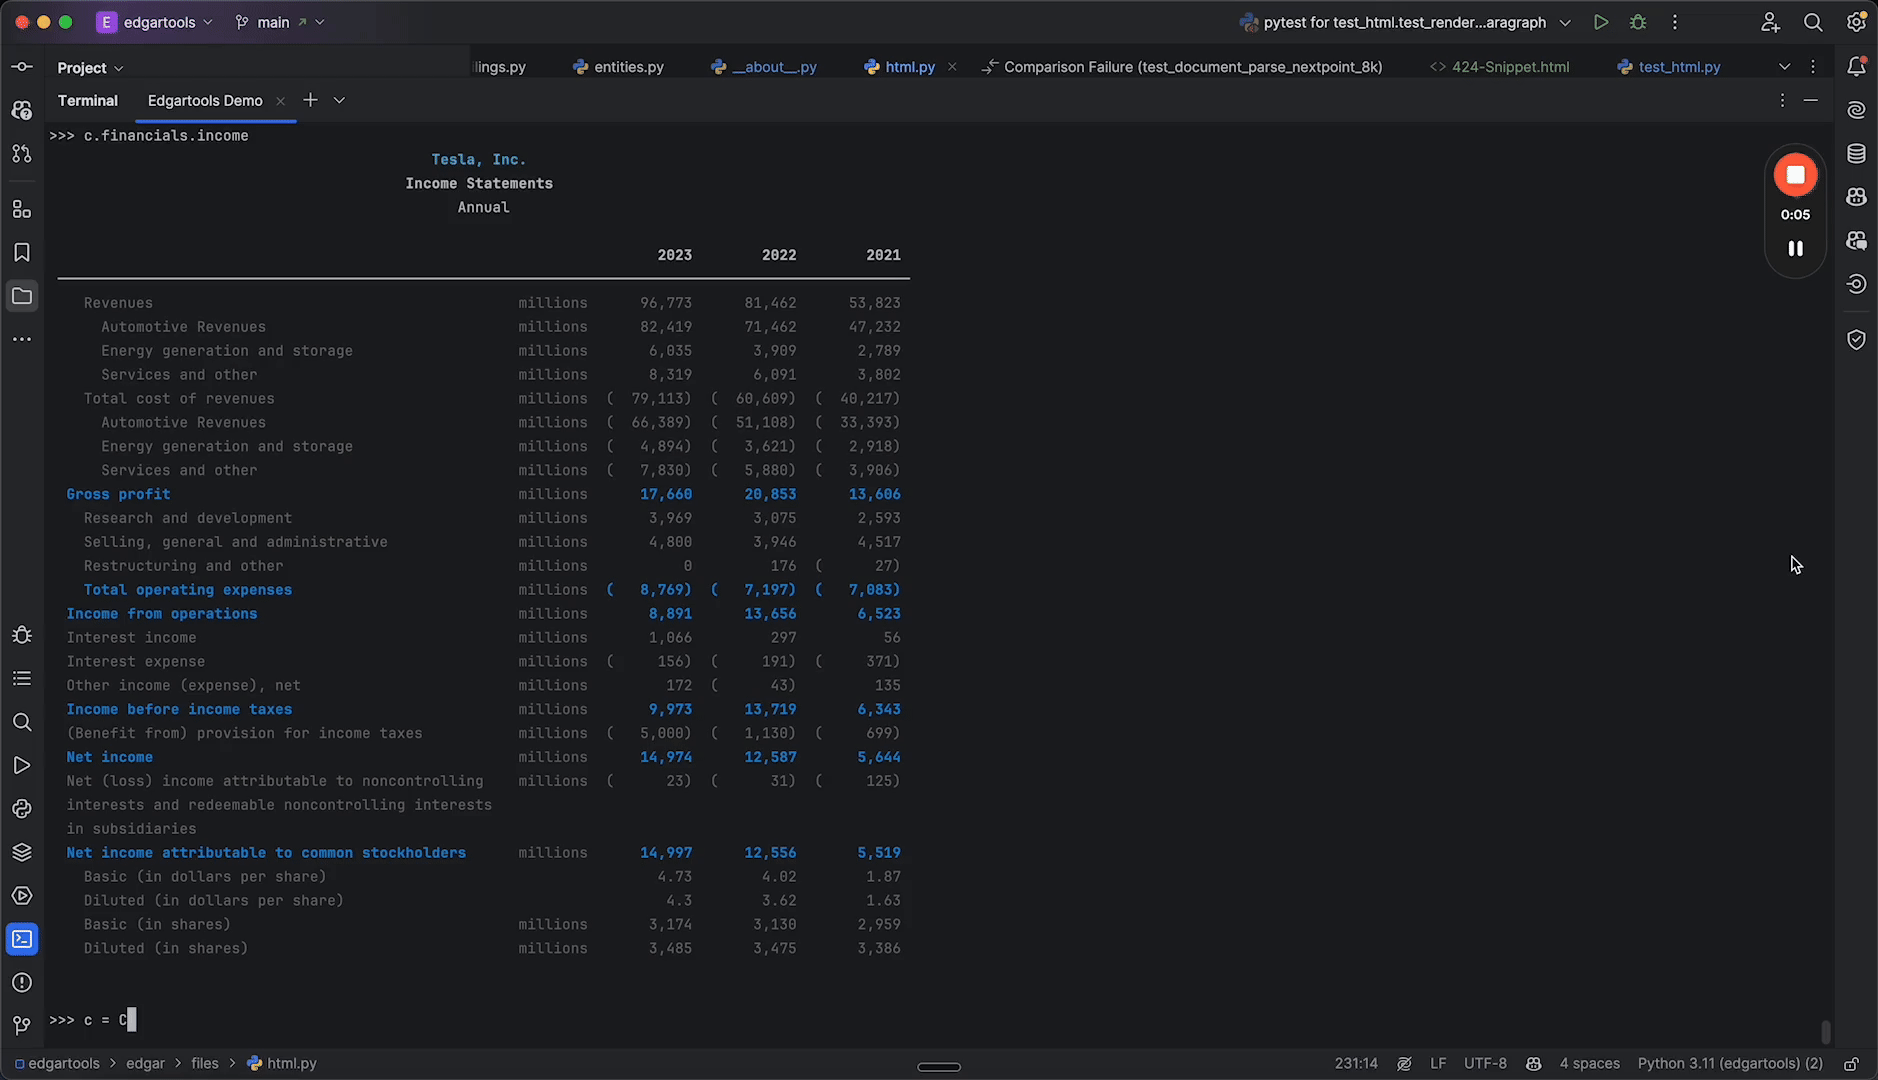 E edgartools main pytest for test_html.test_render...aragraph
Project lings.py entities.py __about__.py html.py Comparison Failure (test_document_parse_nextpoint_8k) <> 424-Snippet.html test_html.py
Terminal Edgartools Demo
>>> c.financials.income
Tesla, Inc.
Income Statements
Annual
0:05
2023 2022 2021
Revenues millions 96,773 81,462 53,823
Automotive Revenues millions 82,419 71,462 47,232
Energy generation and storage millions 6,035 3,909 2,789
Services and other millions 8,319 6,091 3,802
Total cost of revenues millions ( 79,113) ( 60,609) ( 40,217)
Automotive Revenues millions ( 66,389) ( 51,108) ( 33,393)
Energy generation and storage millions ( 4,894) ( 3,621) ( 2,918)
Services and other millions ( 7,830) ( 5,880) ( 3,906)
Gross profit millions 17,660 20,853 13,606
Research and development millions 3,969 3,075 2,593
Selling, general and administrative millions 4,800 3,946 4,517
Restructuring and other millions 0 176 ( 27)
Total operating expenses millions ( 8,769) ( 7,197) ( 7,083)
Income from operations millions 8,891 13,656 6,523
Interest income millions 1,066 297 56
Interest expense millions ( 156) ( 191) ( 371)
Other income (expense), net millions 172 ( 43) 135
Income before income taxes millions 9,973 13,719 6,343
(Benefit from) provision for income taxes millions ( 5,000) ( 1,130) ( 699)
Net income millions 14,974 12,587 5,644
Net (loss) income attributable to noncontrolling millions ( 23) ( 31) ( 125)
interests and redeemable noncontrolling interests
in subsidiaries
Net income attributable to common stockholders millions 14,997 12,556 5,519
Basic (in dollars per share) 4.73 4.02 1.87
Diluted (in dollars per share) 4.3 3.62 1.63
Basic (in shares) millions 3,174 3,130 2,959
Diluted (in shares) millions 3,485 3,475 3,386
>>> c = C
edgartools > edgar > files > html.py 231:14 LF UTF-8 4 spaces Python 3.11 (edgartools) (2)